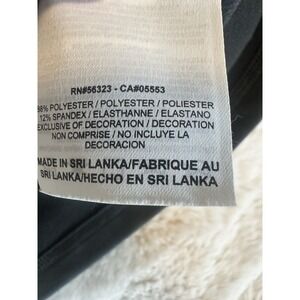 RN#56323 - CA#05553
88% POLYESTER / POLYESTER / POLIESTER
12% SPANDEX / ELASTHANNE / ELASTANO
EXCLUSIVE OF DECORATION / DECORATION
NON COMPRISE / NO INCLUYE LA
DECORACION
MADE IN SRI LANKA/FABRIQUE AU
SRI LANKA/HECHO EN SRI LANKA